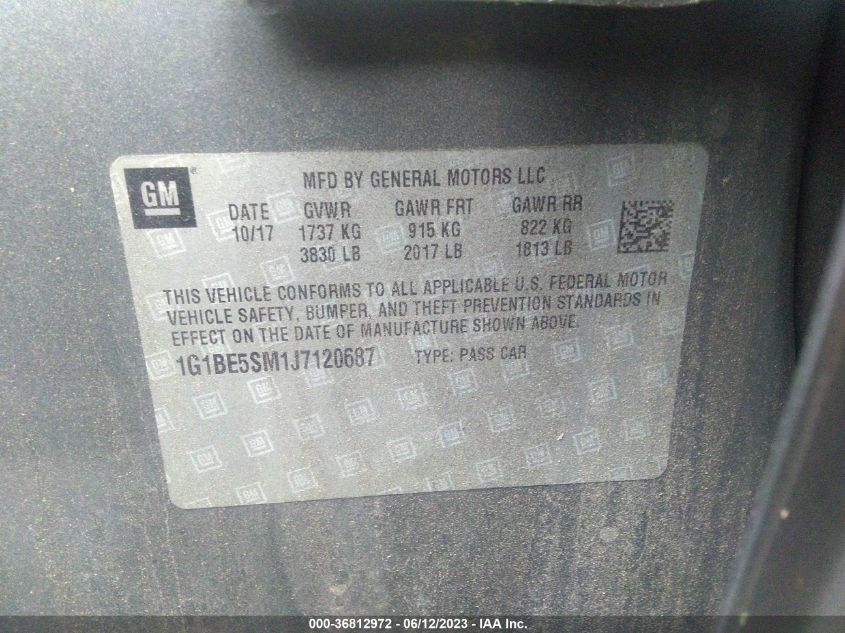 GM
MFD BY GENERAL MOTORS LLC
DATE GVWR GAWR FRT GAWR RR
10/17 1737 KG 915 KG 822 KG
3830 LB 2017 LB 1813 LB
THIS VEHICLE CONFORMS TO ALL APPLICABLE U.S. FEDERAL MOTOR
VEHICLE SAFETY, BUMPER, AND THEFT PREVENTION STANDARDS IN
EFFECT ON THE DATE OF MANUFACTURE SHOWN ABOVE.
1G1BE5SM1J7120687 TYPE: PASS CAR
000-36812972 - 06/12/2023 - IAA Inc.